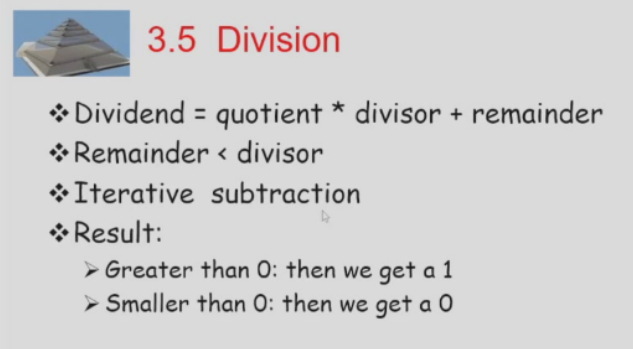 3.5 Division
Dividend = quotient * divisor + remainder
Remainder < divisor
Iterative subtraction
Result:
Greater than 0: then we get a 1
Smaller than 0: then we get a 0